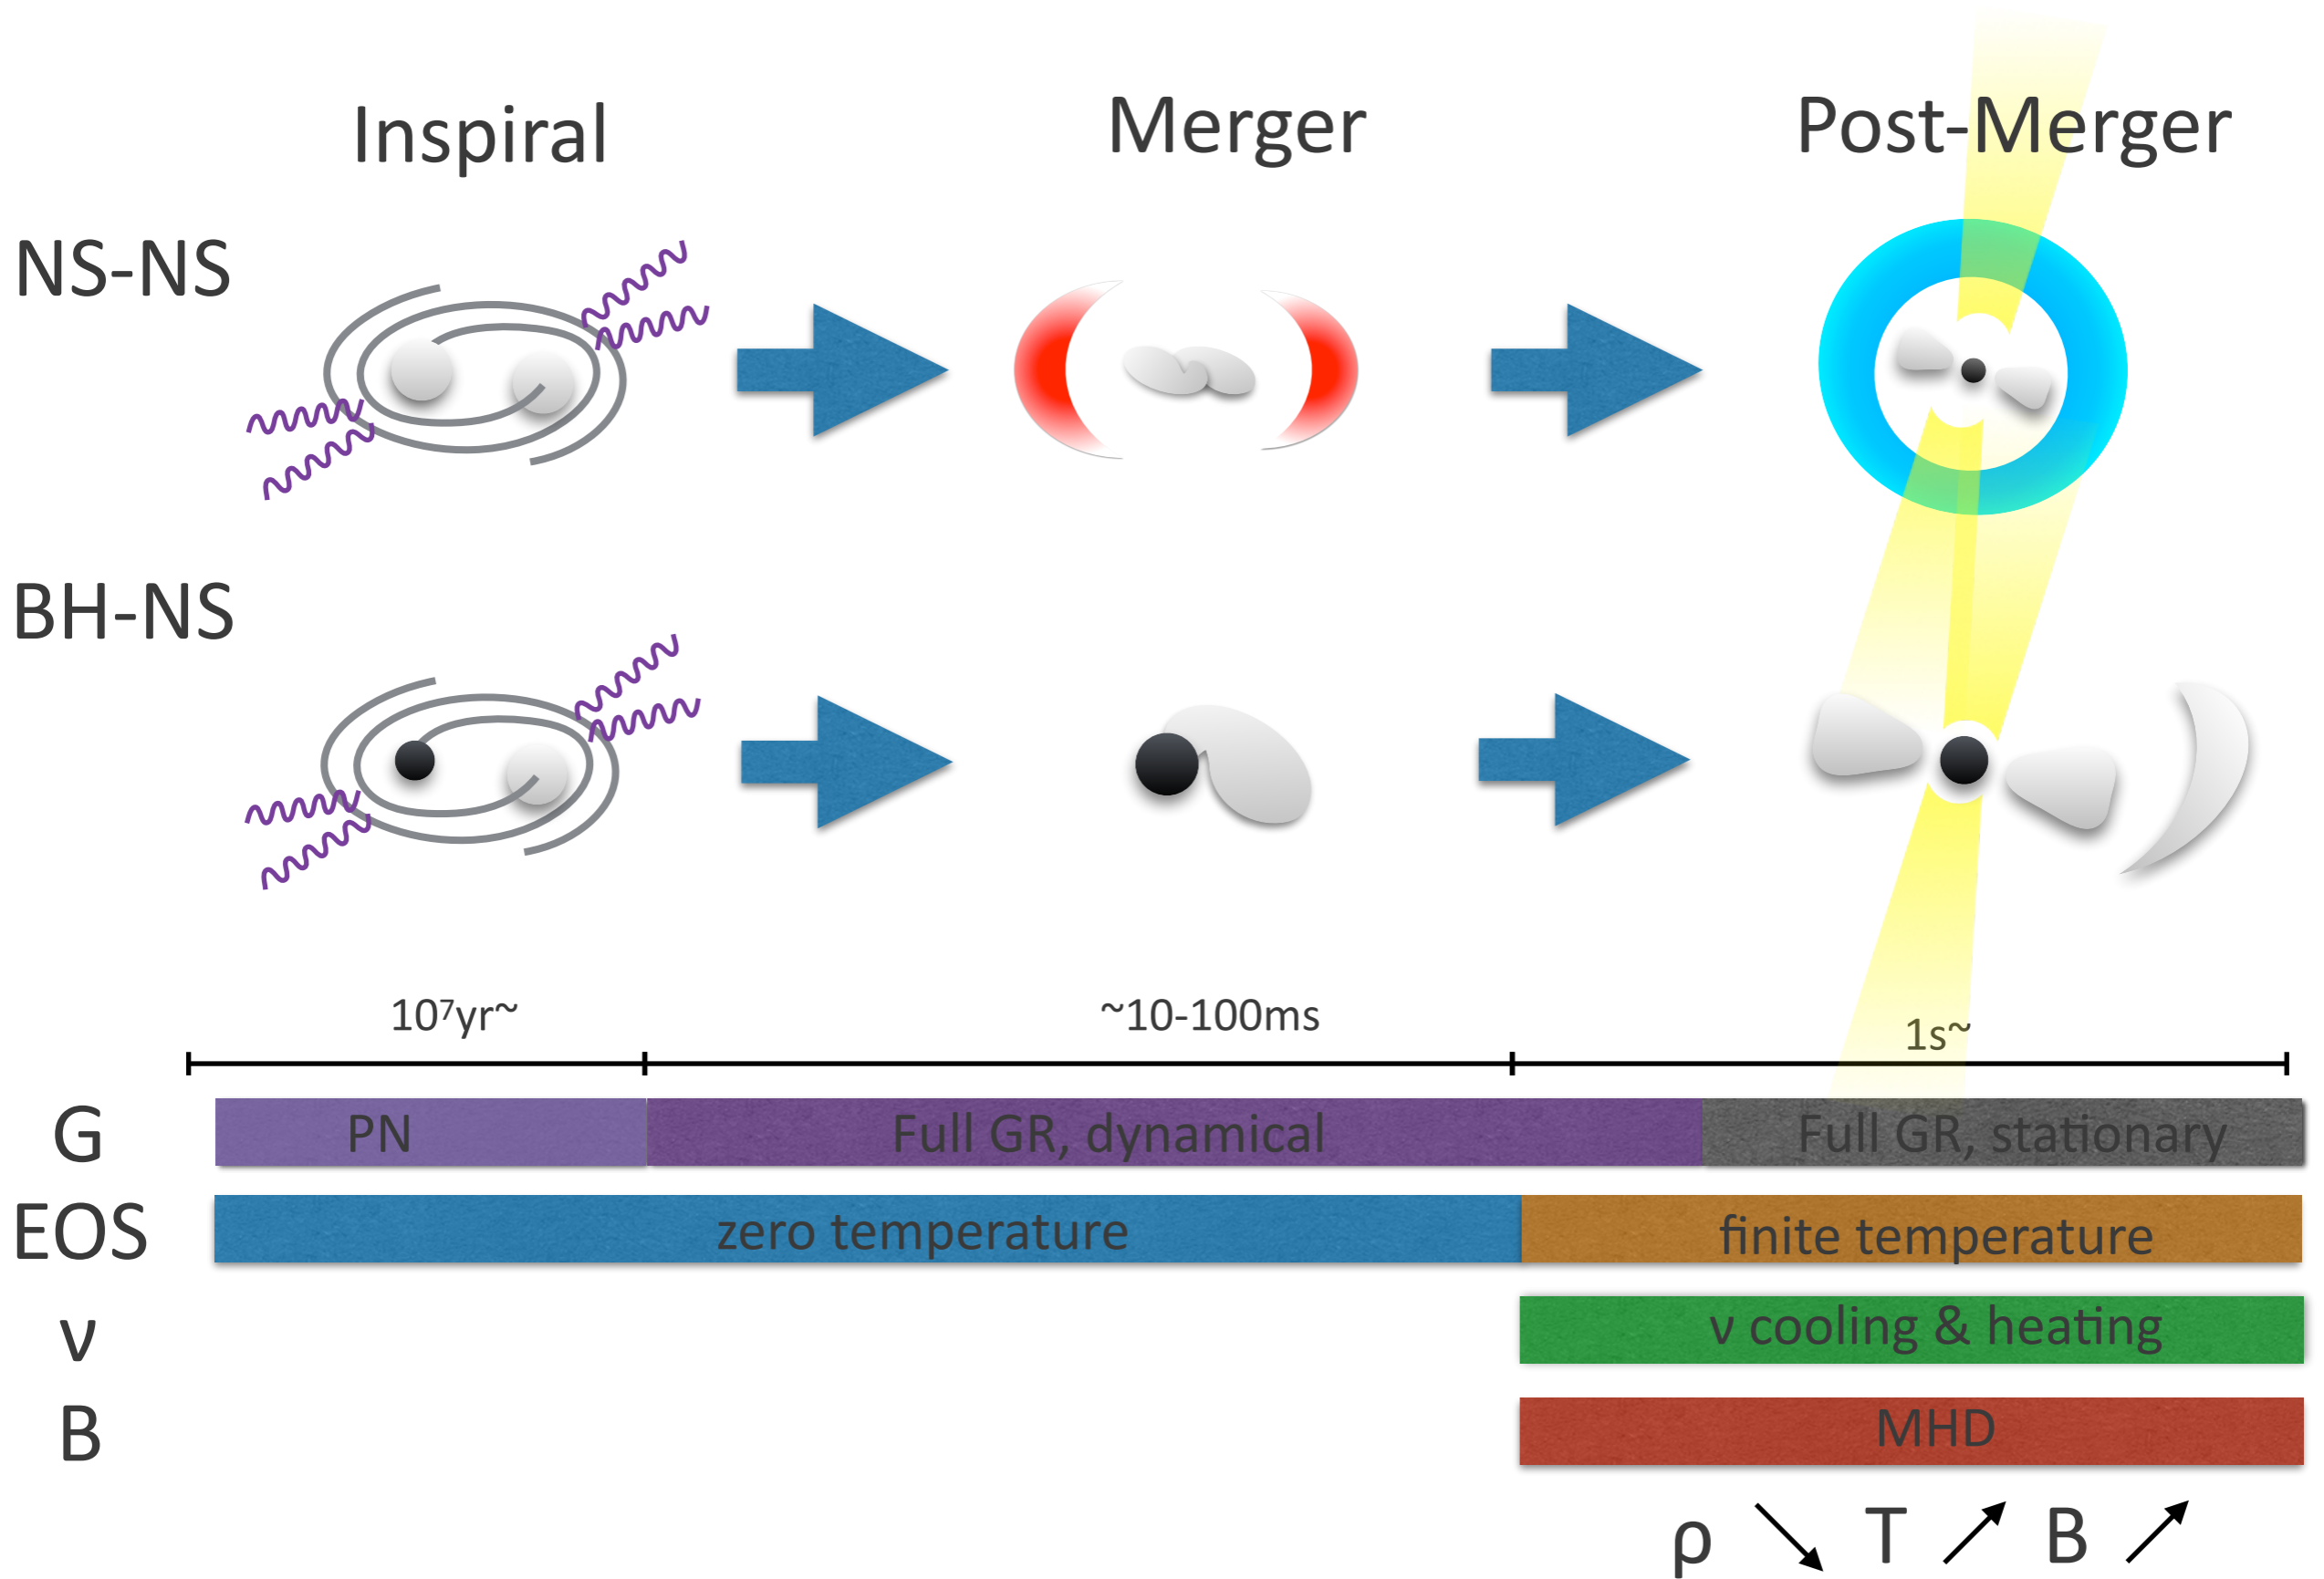 Inspiral
Merger
Post-Merger
NS-NS
BH-NS
10⁷yr~
~10-100ms
1s~
G
PN
Full GR, dynamical
Full GR, stationary
EOS
zero temperature
finite temperature
ν
ν cooling & heating
B
MHD
ρ ↘ T ↗ B ↗